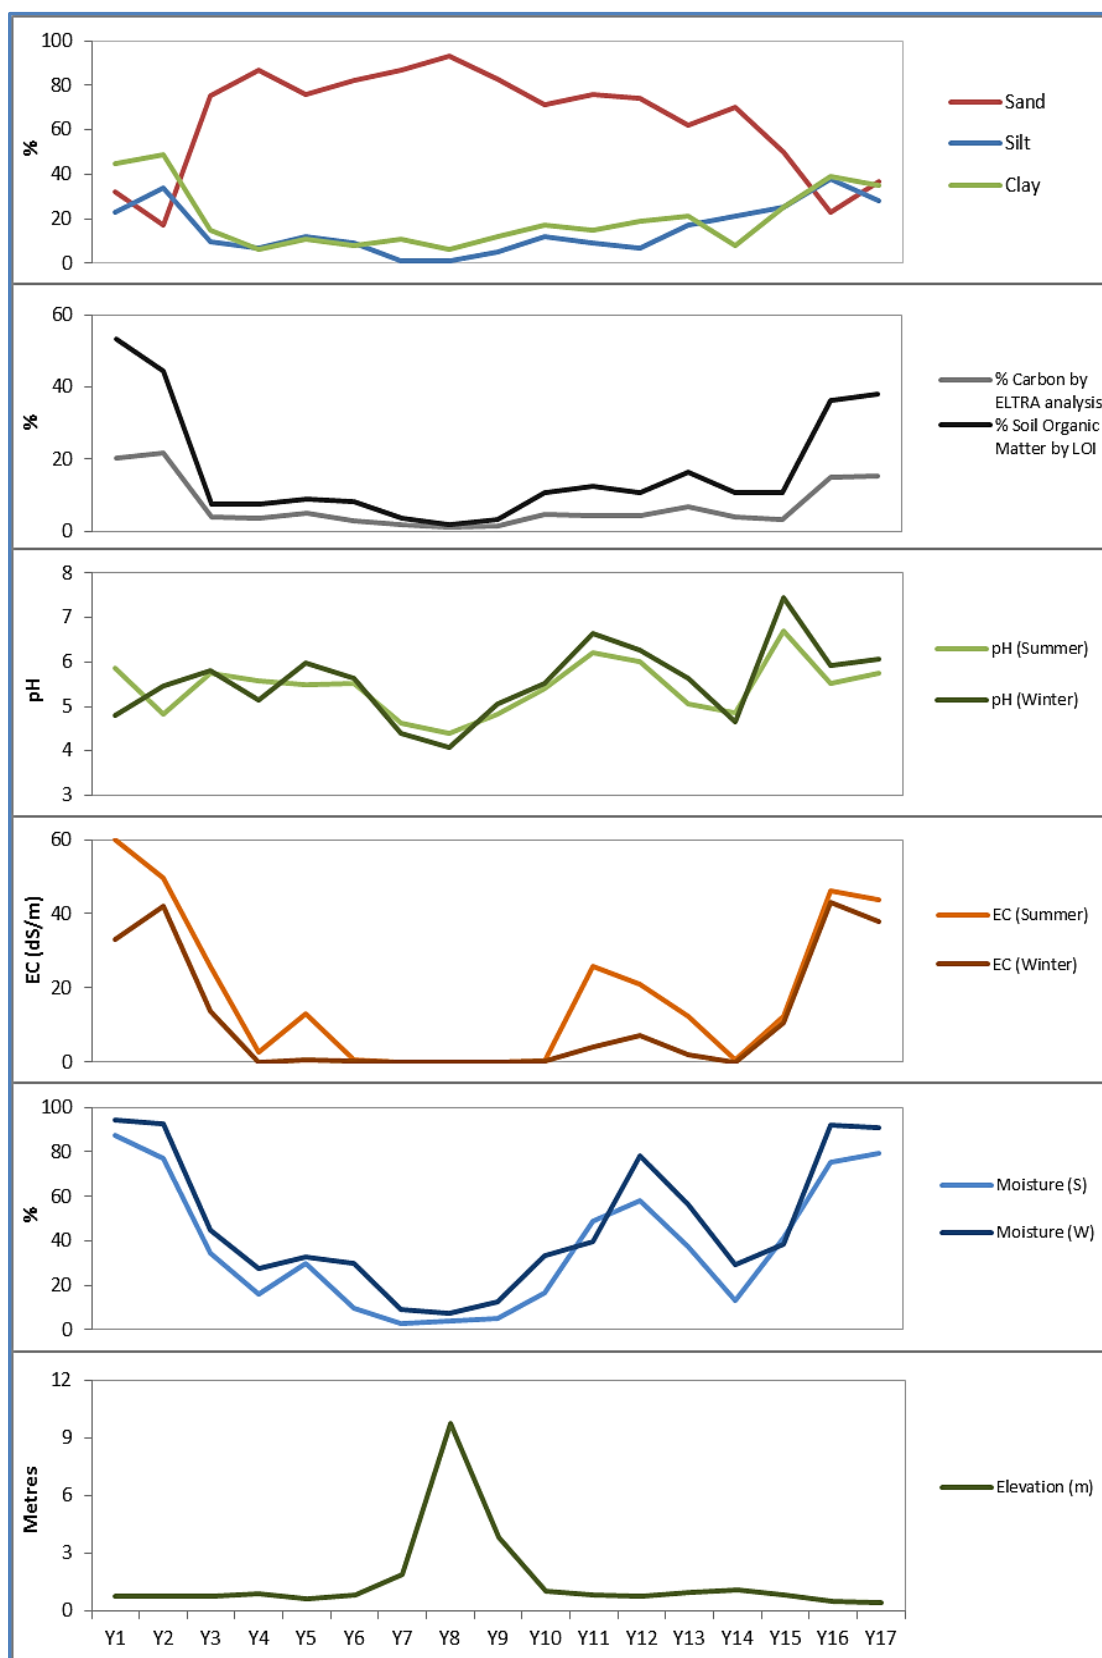 100
80
60
40
20
0
%
Sand
Silt
Clay
60
40
20
0
%
% Carbon by
ELTRA analysis
% Soil Organic
Matter by LOI
8
7
6
5
4
3
pH
pH (Summer)
pH (Winter)
60
40
20
0
EC (dS/m)
EC (Summer)
EC (Winter)
100
80
60
40
20
0
%
Moisture (S)
Moisture (W)
12
9
6
3
0
Metres
Elevation (m)
Y1 Y2 Y3 Y4 Y5 Y6 Y7 Y8 Y9 Y10 Y11 Y12 Y13 Y14 Y15 Y16 Y17